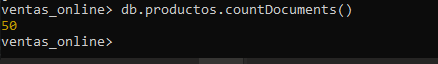 ventas_online> db.productos.countDocuments()
50
ventas_online>